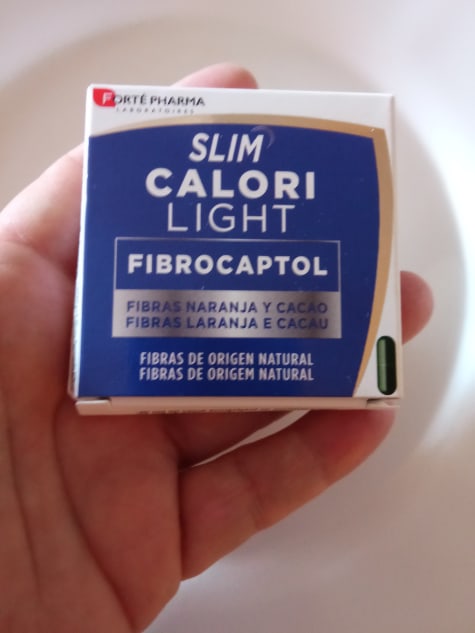 FORTÉ PHARMA
LABORATOIRES
SLIM
CALORI
LIGHT
FIBROCAPTOL
FIBRAS NARANJA Y CACAO
FIBRAS LARANJA E CACAU
FIBRAS DE ORIGEN NATURAL
FIBRAS DE ORIGEM NATURAL